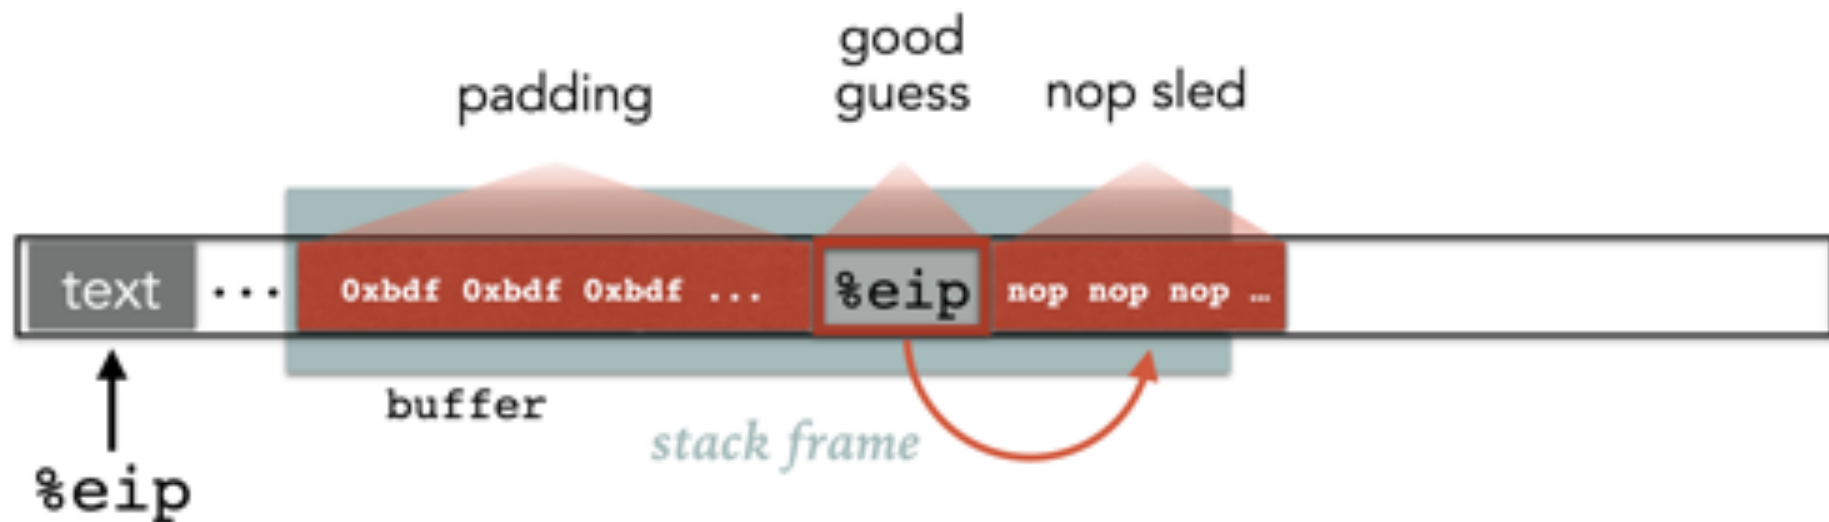 good
padding guess nop sled
text ... 0xbdf 0xbdf 0xbdf ... %eip nop nop nop ...
buffer
stack frame
%eip